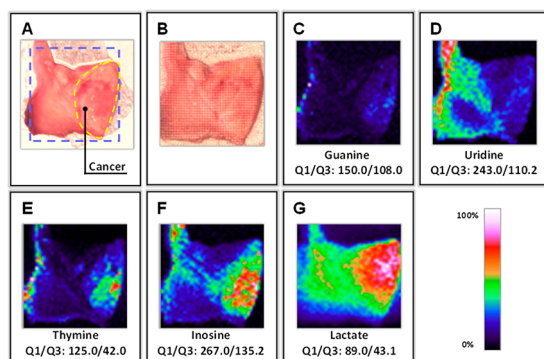 A
Cancer
B
C
Guanine
Q1/Q3: 150.0/108.0
D
Uridine
Q1/Q3: 243.0/110.2
E
Thymine
Q1/Q3: 125.0/42.0
F
Inosine
Q1/Q3: 267.0/135.2
G
Lactate
Q1/Q3: 89.0/43.1
100%
0%